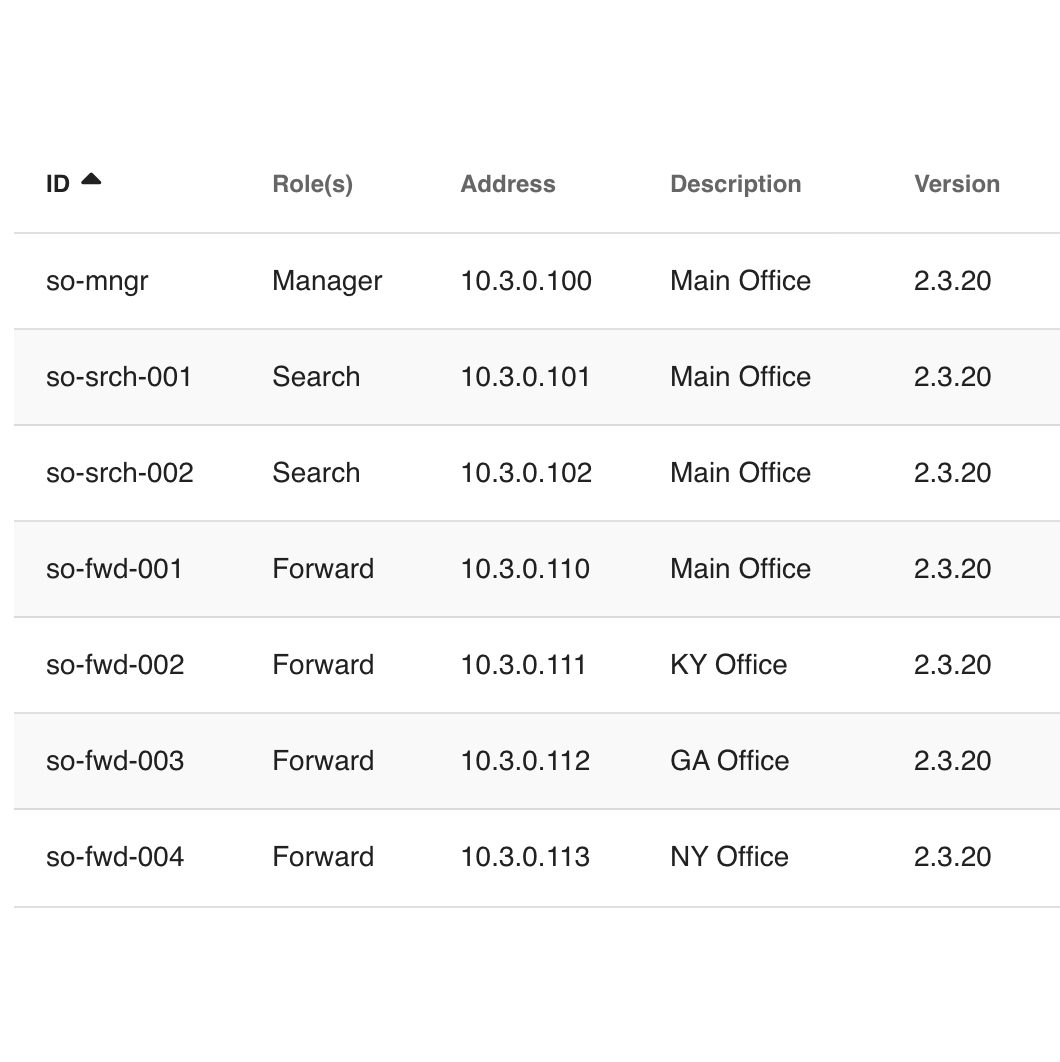 ID Role(s) Address Description Version
so-mngr Manager 10.3.0.100 Main Office 2.3.20
so-srch-001 Search 10.3.0.101 Main Office 2.3.20
so-srch-002 Search 10.3.0.102 Main Office 2.3.20
so-fwd-001 Forward 10.3.0.110 Main Office 2.3.20
so-fwd-002 Forward 10.3.0.111 KY Office 2.3.20
so-fwd-003 Forward 10.3.0.112 GA Office 2.3.20
so-fwd-004 Forward 10.3.0.113 NY Office 2.3.20